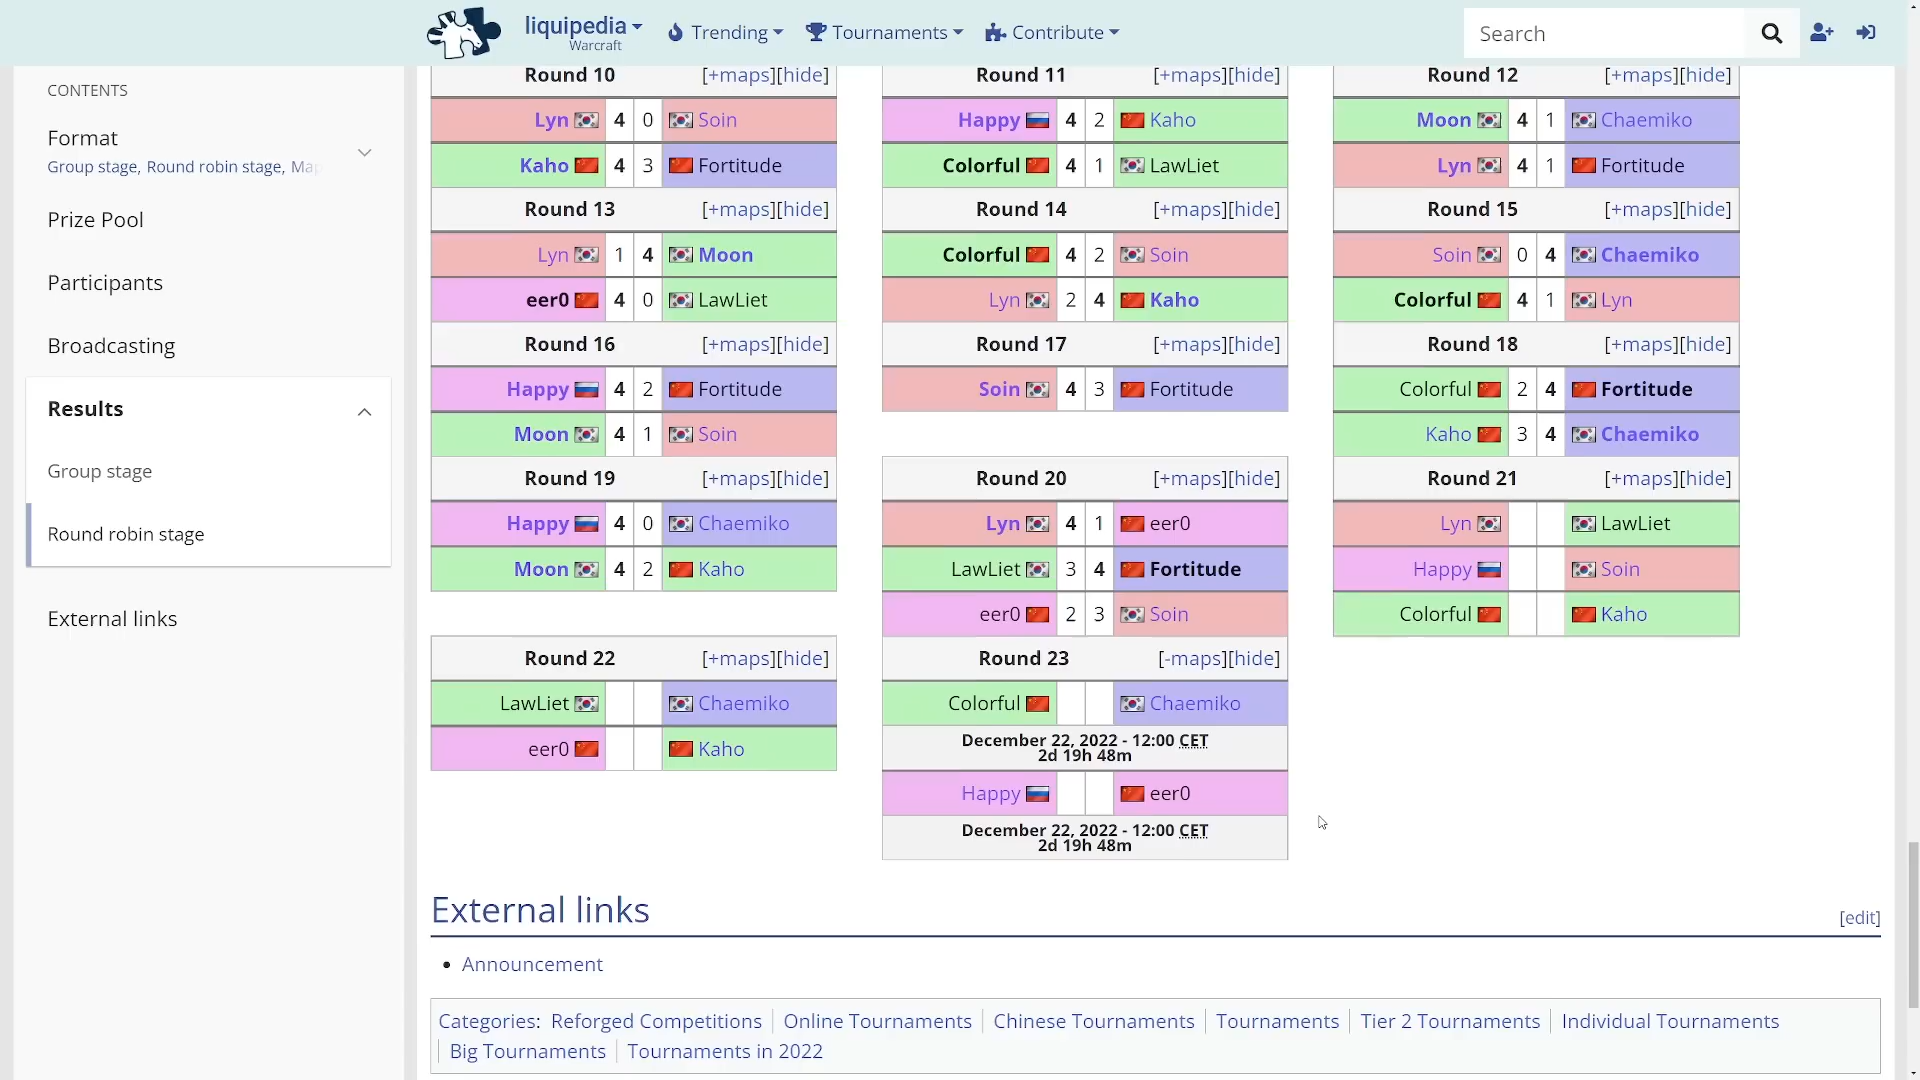 liquipedia
Warcraft
Trending
Tournaments
Contribute
Search
CONTENTS
Format
Group stage, Round robin stage, Map
Prize Pool
Participants
Broadcasting
Results
Group stage
Round robin stage
External links
Round 10 [+maps][hide]
Lyn 4 0 Soin
Kaho 4 3 Fortitude
Round 11 [+maps][hide]
Happy 4 2 Kaho
Colorful 4 1 LawLiet
Round 12 [+maps][hide]
Moon 4 1 Chaemiko
Lyn 4 1 Fortitude
Round 13 [+maps][hide]
Lyn 1 4 Moon
eer0 4 0 LawLiet
Round 14 [+maps][hide]
Colorful 4 2 Soin
Lyn 2 4 Kaho
Round 15 [+maps][hide]
Soin 0 4 Chaemiko
Colorful 4 1 Lyn
Round 16 [+maps][hide]
Happy 4 2 Fortitude
Moon 4 1 Soin
Round 17 [+maps][hide]
Soin 4 3 Fortitude
Round 18 [+maps][hide]
Colorful 2 4 Fortitude
Kaho 3 4 Chaemiko
Round 19 [+maps][hide]
Happy 4 0 Chaemiko
Moon 4 2 Kaho
Round 20 [+maps][hide]
Lyn 4 1 eer0
LawLiet 3 4 Fortitude
eer0 2 3 Soin
Round 21 [+maps][hide]
Lyn LawLiet
Happy Soin
Colorful Kaho
Round 22 [+maps][hide]
LawLiet Chaemiko
eer0 Kaho
Round 23 [-maps][hide]
Colorful Chaemiko
December 22, 2022 - 12:00 CET
2d 19h 48m
Happy eer0
December 22, 2022 - 12:00 CET
2d 19h 48m
External links
[edit]
• Announcement
Categories: Reforged Competitions | Online Tournaments | Chinese Tournaments | Tournaments | Tier 2 Tournaments | Individual Tournaments
| Big Tournaments | Tournaments in 2022